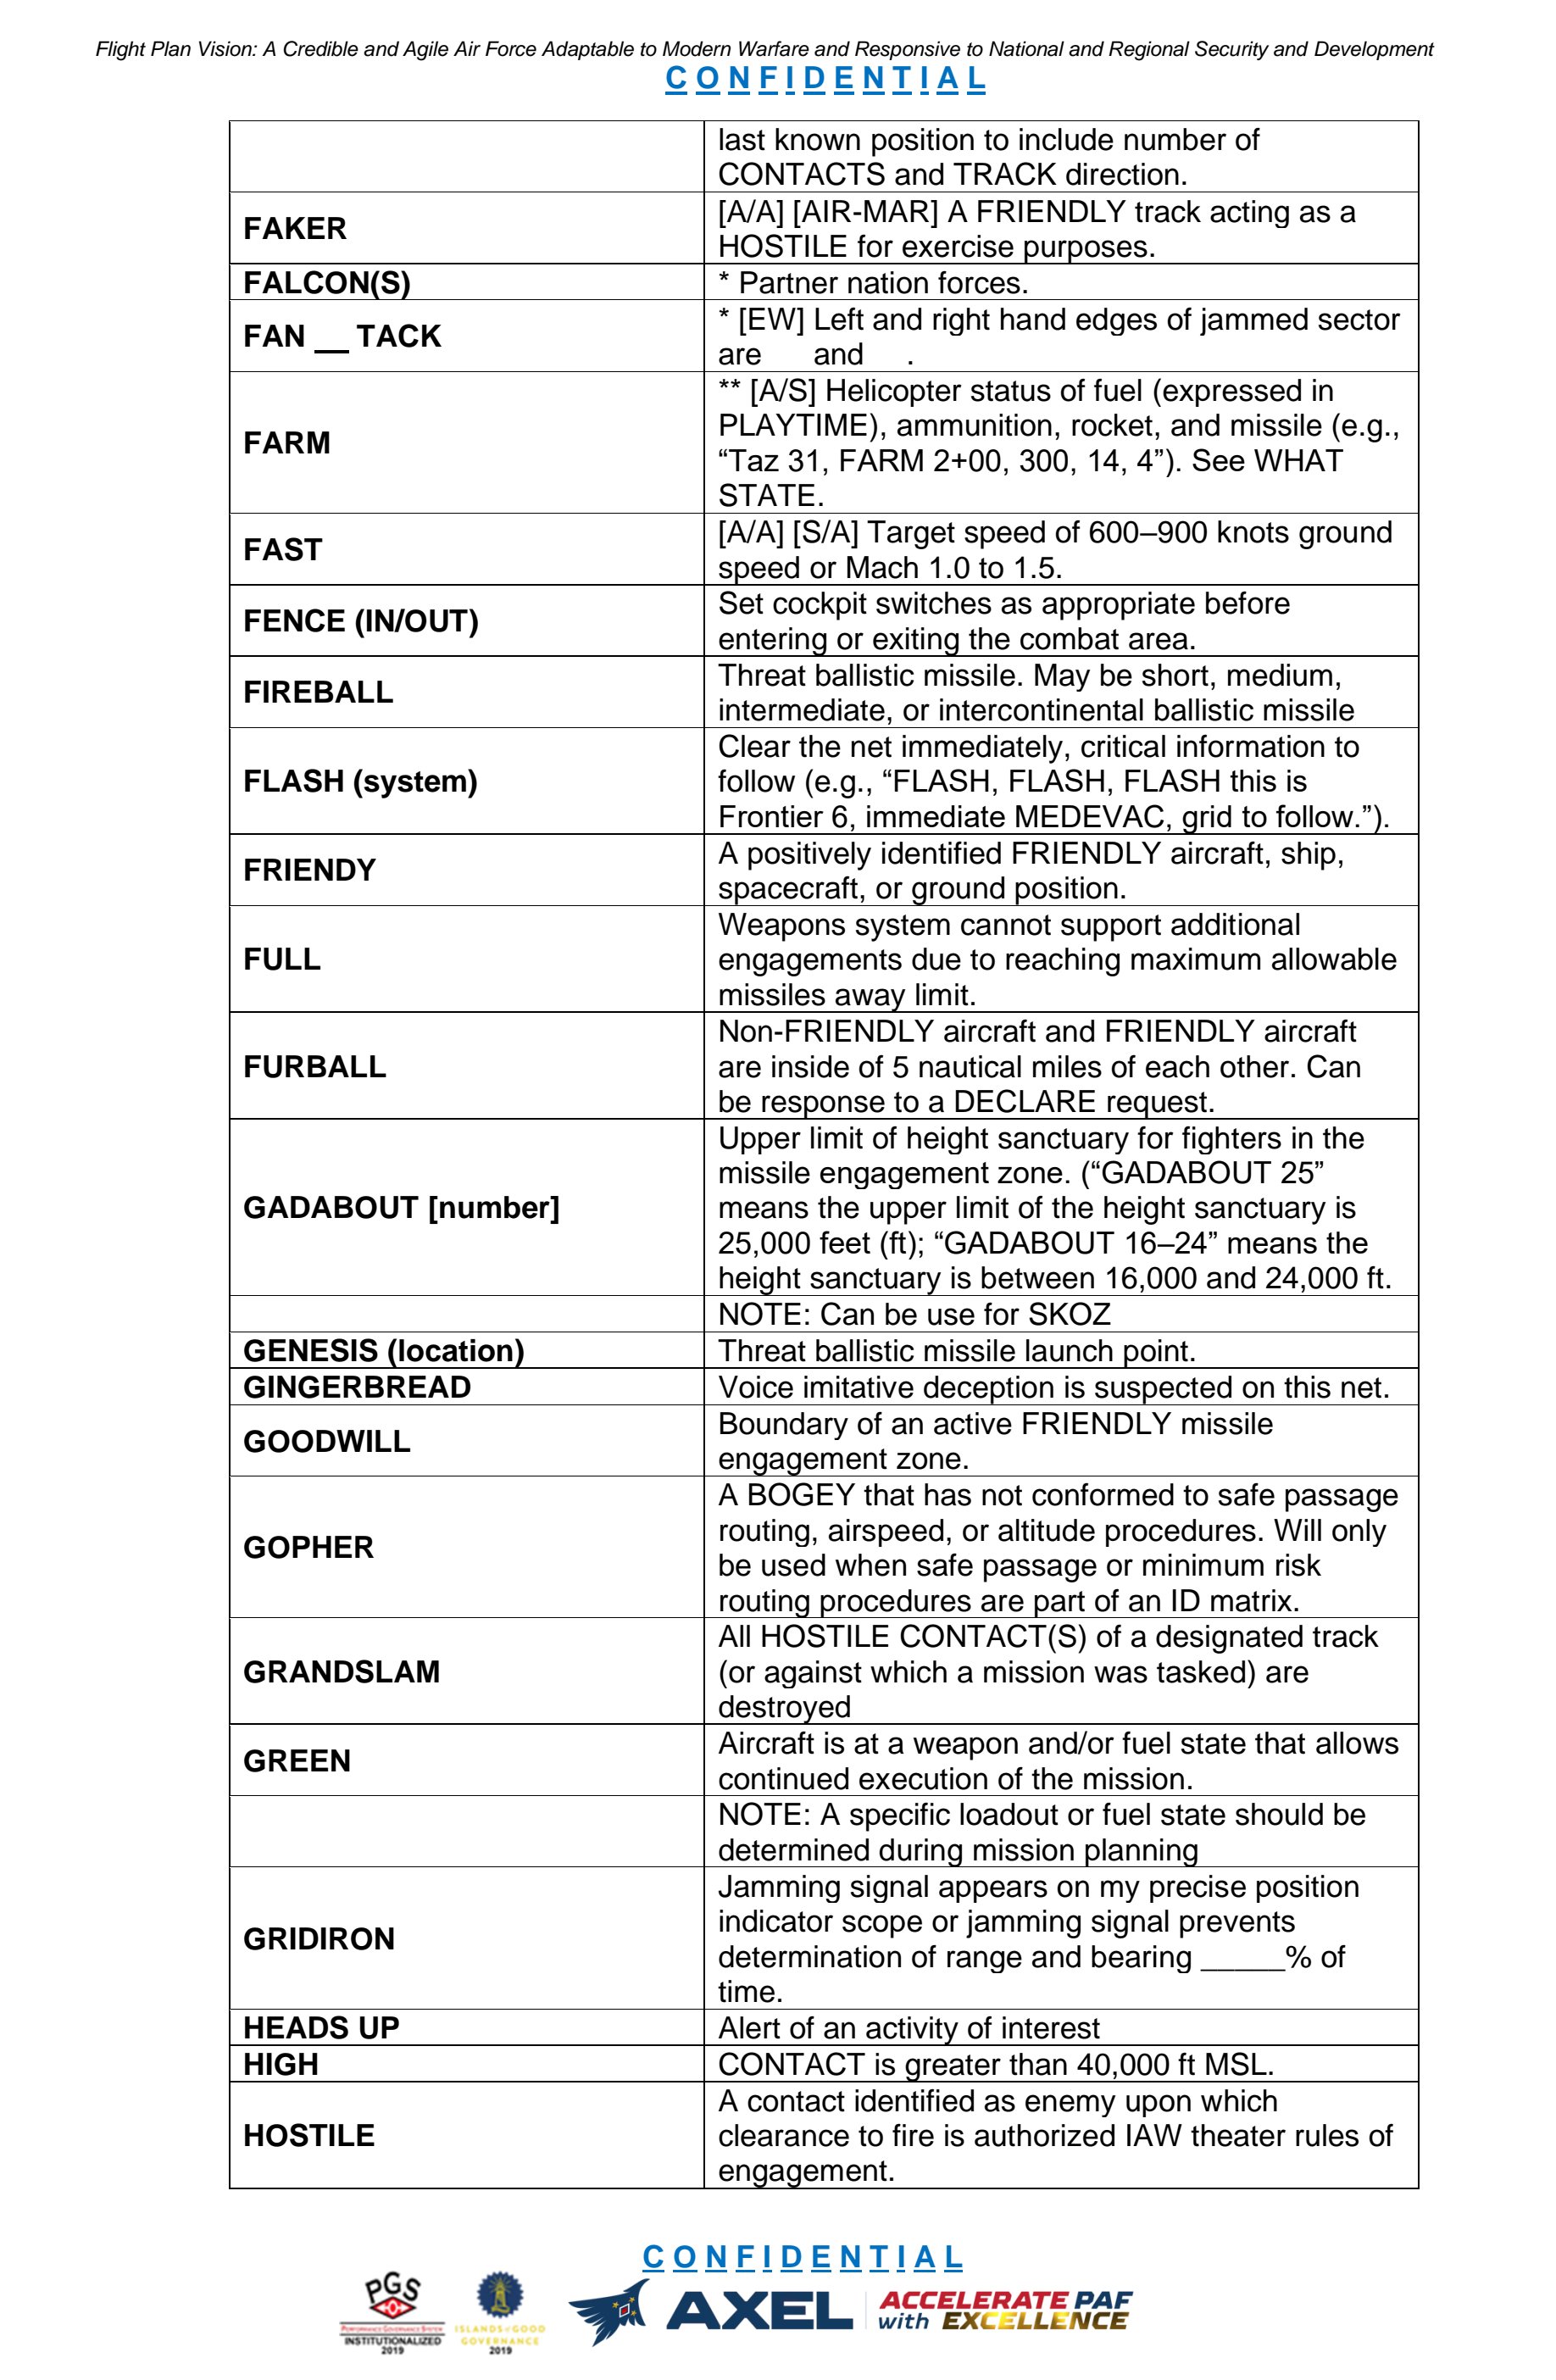 Flight Plan Vision: A Credible and Agile Air Force Adaptable to Modern Warfare and Responsive to National and Regional Security and Development
CONFIDENTIAL
last known position to include number of
CONTACTS and TRACK direction.
FAKER
[A/A] [AIR-MAR] A FRIENDLY track acting as a
HOSTILE for exercise purposes.
FALCON(S)
* Partner nation forces.
FAN __ TACK
* [EW] Left and right hand edges of jammed sector
are and .
FARM
** [A/S] Helicopter status of fuel (expressed in
PLAYTIME), ammunition, rocket, and missile (e.g.,
“Taz 31, FARM 2+00, 300, 14, 4”). See WHAT
STATE.
FAST
[A/A] [S/A] Target speed of 600–900 knots ground
speed or Mach 1.0 to 1.5.
FENCE (IN/OUT)
Set cockpit switches as appropriate before
entering or exiting the combat area.
FIREBALL
Threat ballistic missile. May be short, medium,
intermediate, or intercontinental ballistic missile
FLASH (system)
Clear the net immediately, critical information to
follow (e.g., “FLASH, FLASH, FLASH this is
Frontier 6, immediate MEDEVAC, grid to follow.”).
FRIENDY
A positively identified FRIENDLY aircraft, ship,
spacecraft, or ground position.
FULL
Weapons system cannot support additional
engagements due to reaching maximum allowable
missiles away limit.
FURBALL
Non-FRIENDLY aircraft and FRIENDLY aircraft
are inside of 5 nautical miles of each other. Can
be response to a DECLARE request.
GADABOUT [number]
Upper limit of height sanctuary for fighters in the
missile engagement zone. (“GADABOUT 25”
means the upper limit of the height sanctuary is
25,000 feet (ft); “GADABOUT 16–24” means the
height sanctuary is between 16,000 and 24,000 ft.
NOTE: Can be use for SKOZ
GENESIS (location)
Threat ballistic missile launch point.
GINGERBREAD
Voice imitative deception is suspected on this net.
GOODWILL
Boundary of an active FRIENDLY missile
engagement zone.
GOPHER
A BOGEY that has not conformed to safe passage
routing, airspeed, or altitude procedures. Will only
be used when safe passage or minimum risk
routing procedures are part of an ID matrix.
GRANDSLAM
All HOSTILE CONTACT(S) of a designated track
(or against which a mission was tasked) are
destroyed
GREEN
Aircraft is at a weapon and/or fuel state that allows
continued execution of the mission.
NOTE: A specific loadout or fuel state should be
determined during mission planning
GRIDIRON
Jamming signal appears on my precise position
indicator scope or jamming signal prevents
determination of range and bearing _____% of
time.
HEADS UP
Alert of an activity of interest
HIGH
CONTACT is greater than 40,000 ft MSL.
HOSTILE
A contact identified as enemy upon which
clearance to fire is authorized IAW theater rules of
engagement.
CONFIDENTIAL
PGS
PERFORMANCE GOVERNANCE SYSTEM
INSTITUTIONALIZED
2019
ISLANDS of GOOD
GOVERNANCE
2019
AXEL
ACCELERATE PAF
with EXCELLENCE